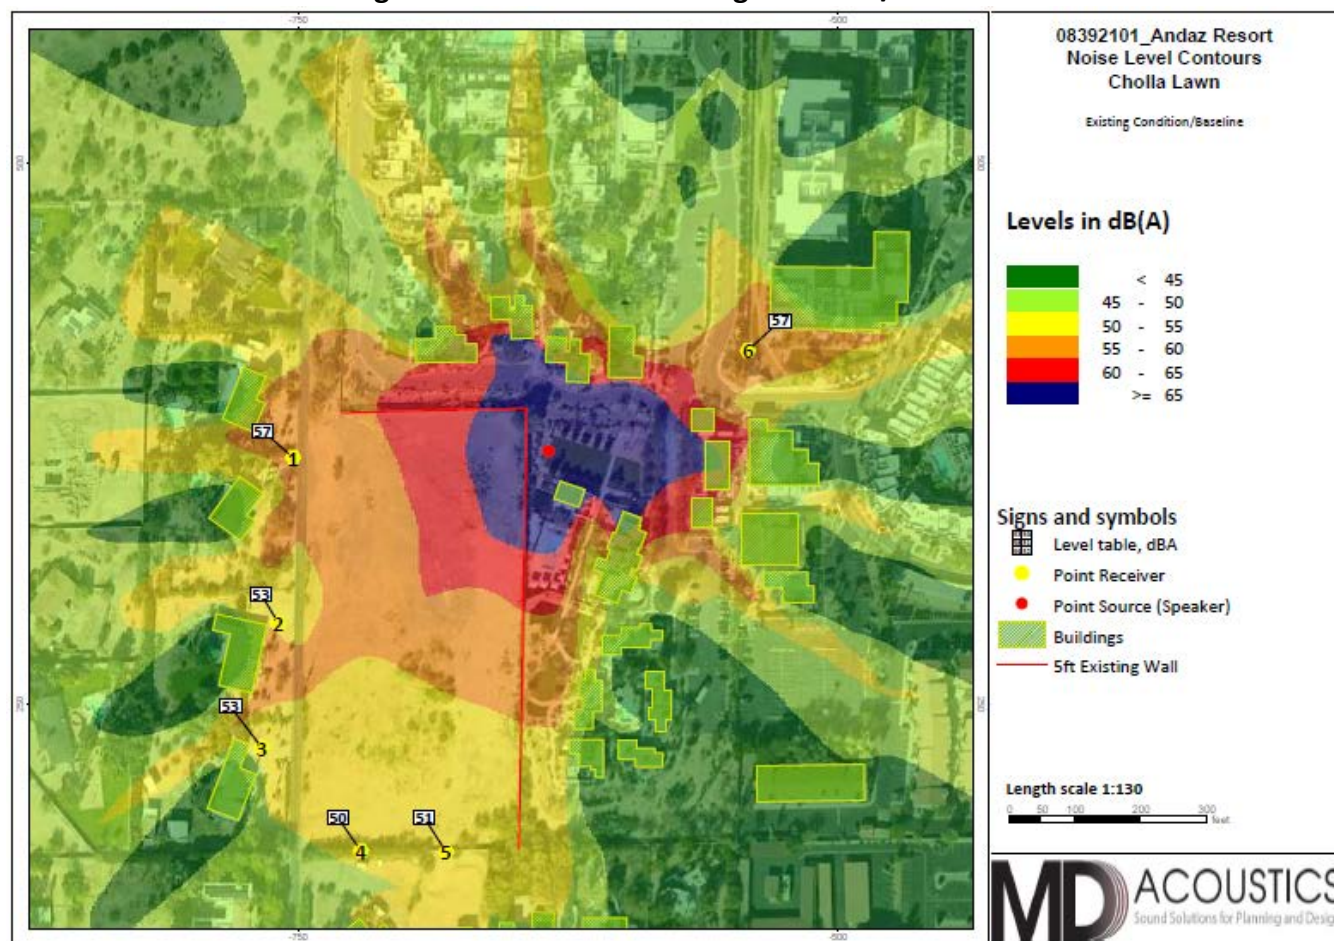 -750
-500
500
500
57
6
57
1
53
2
53
3
50
4
51
5
250
250
-750
-500
08392101_Andaz Resort
Noise Level Contours
Cholla Lawn
Existing Condition/Baseline
Levels in dB(A)
< 45
45 - 50
50 - 55
55 - 60
60 - 65
>= 65
Signs and symbols
Level table, dBA
Point Receiver
Point Source (Speaker)
Buildings
5ft Existing Wall
Length scale 1:130
0 50 100 200 300
feet
MD ACOUSTICS
Sound Solutions for Planning and Desig